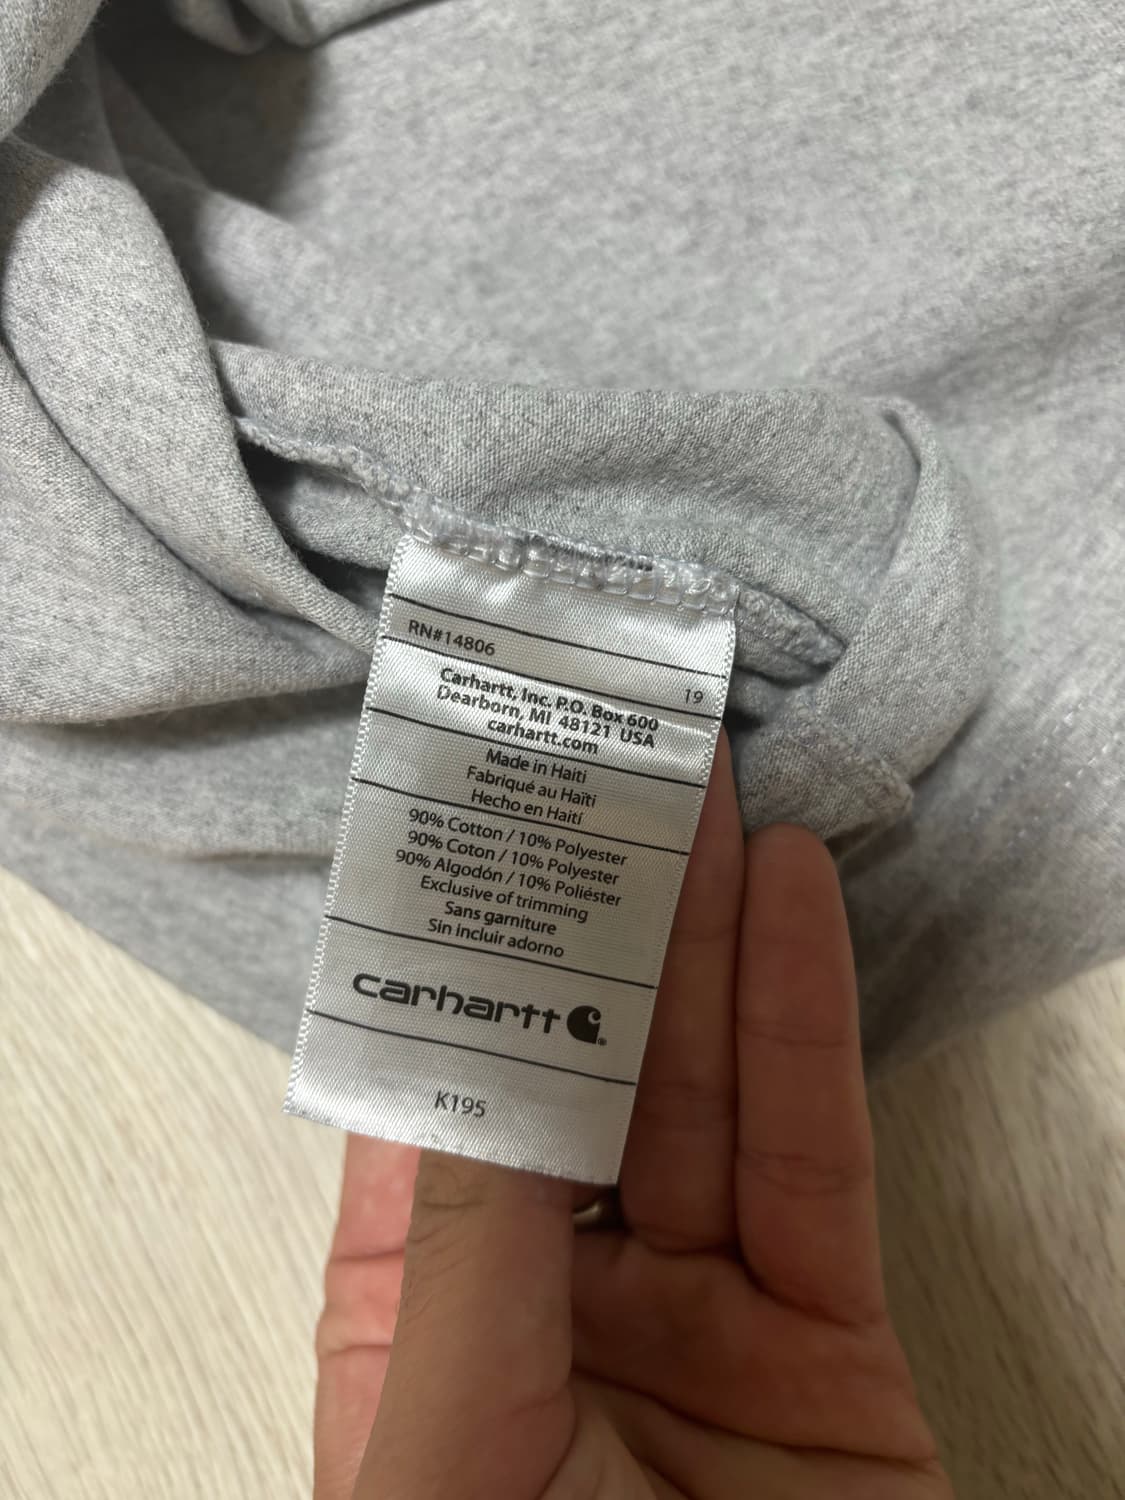 RN#14806
19
Carhartt, Inc. P.O. Box 600
Dearborn, MI 48121 USA
carhartt.com
Made in Haiti
Fabriqué au Haïti
Hecho en Haití
90% Cotton / 10% Polyester
90% Coton / 10% Polyester
90% Algodón / 10% Poliéster
Exclusive of trimming
Sans garniture
Sin incluir adorno
carhartt
K195